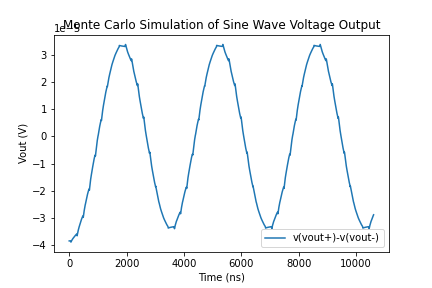 Monte Carlo Simulation of Sine Wave Voltage Output
1e−5
3
2
1
0
−1
−2
−3
−4
Vout (V)
v(vout+)-v(vout-)
0 2000 4000 6000 8000 10000
Time (ns)